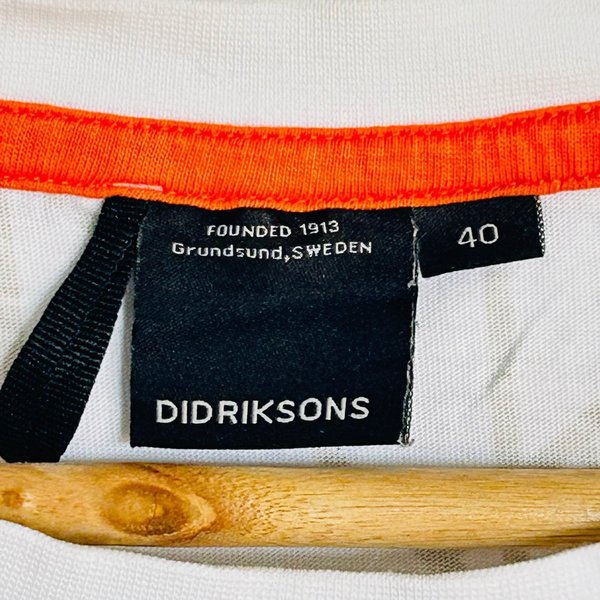 FOUNDED 1913
Grundsund, SWEDEN
40
DIDRIKSONS